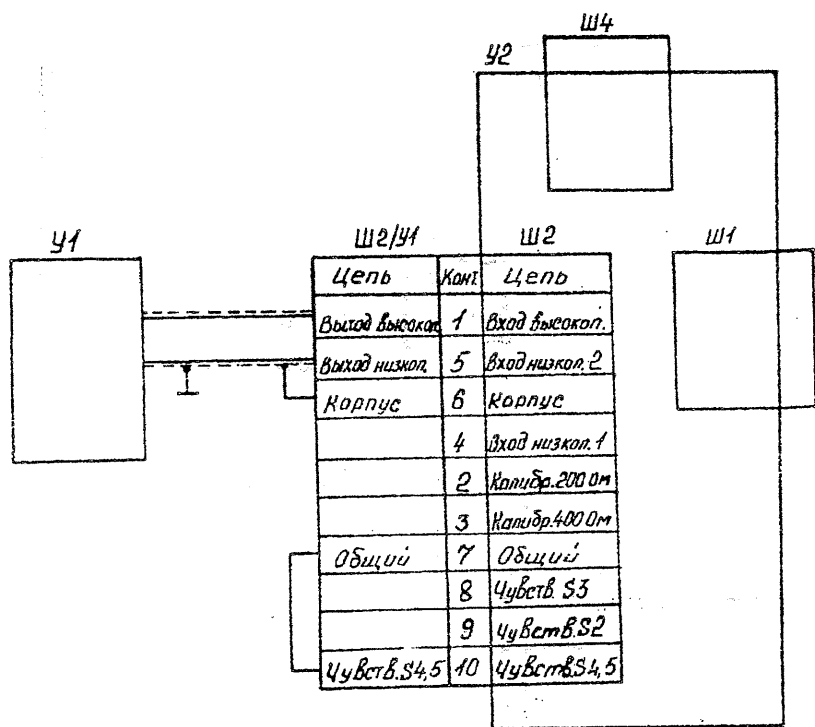 Ш4
У2
У1
Ш2/У1
Ш2
Ш1
Цепь Конт. Цепь
Выход высокоп. 1 Вход высокоп.
Выход низкоп. 5 Вход низкоп. 2
Корпус 6 Корпус
4 Вход низкоп. 1
2 Калибр. 200 Ом
3 Калибр. 400 Ом
Общий 7 Общий
8 Чувств. S3
9 Чувств. S2
Чувств. S4,5 10 Чувств. S4,5